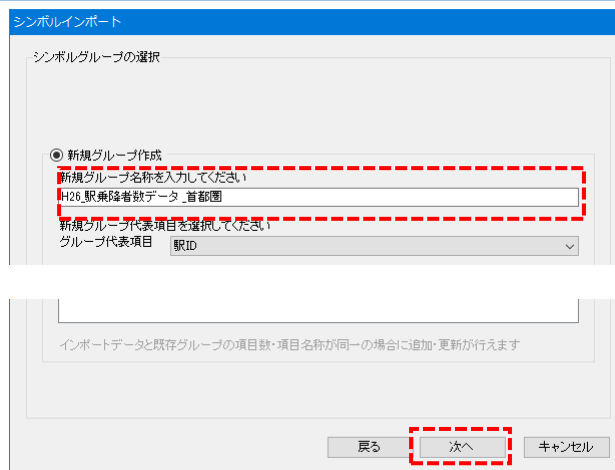 シンボルインポート
シンボルグループの選択
新規グループ作成
新規グループ名称を入力してください
H26_駅乗降者数データ_首都圏
新規グループ代表項目を選択してください
グループ代表項目 駅ID
インポートデータと既存グループの項目数・項目名称が同一の場合に追加・更新が行えます
戻る 次へ キャンセル